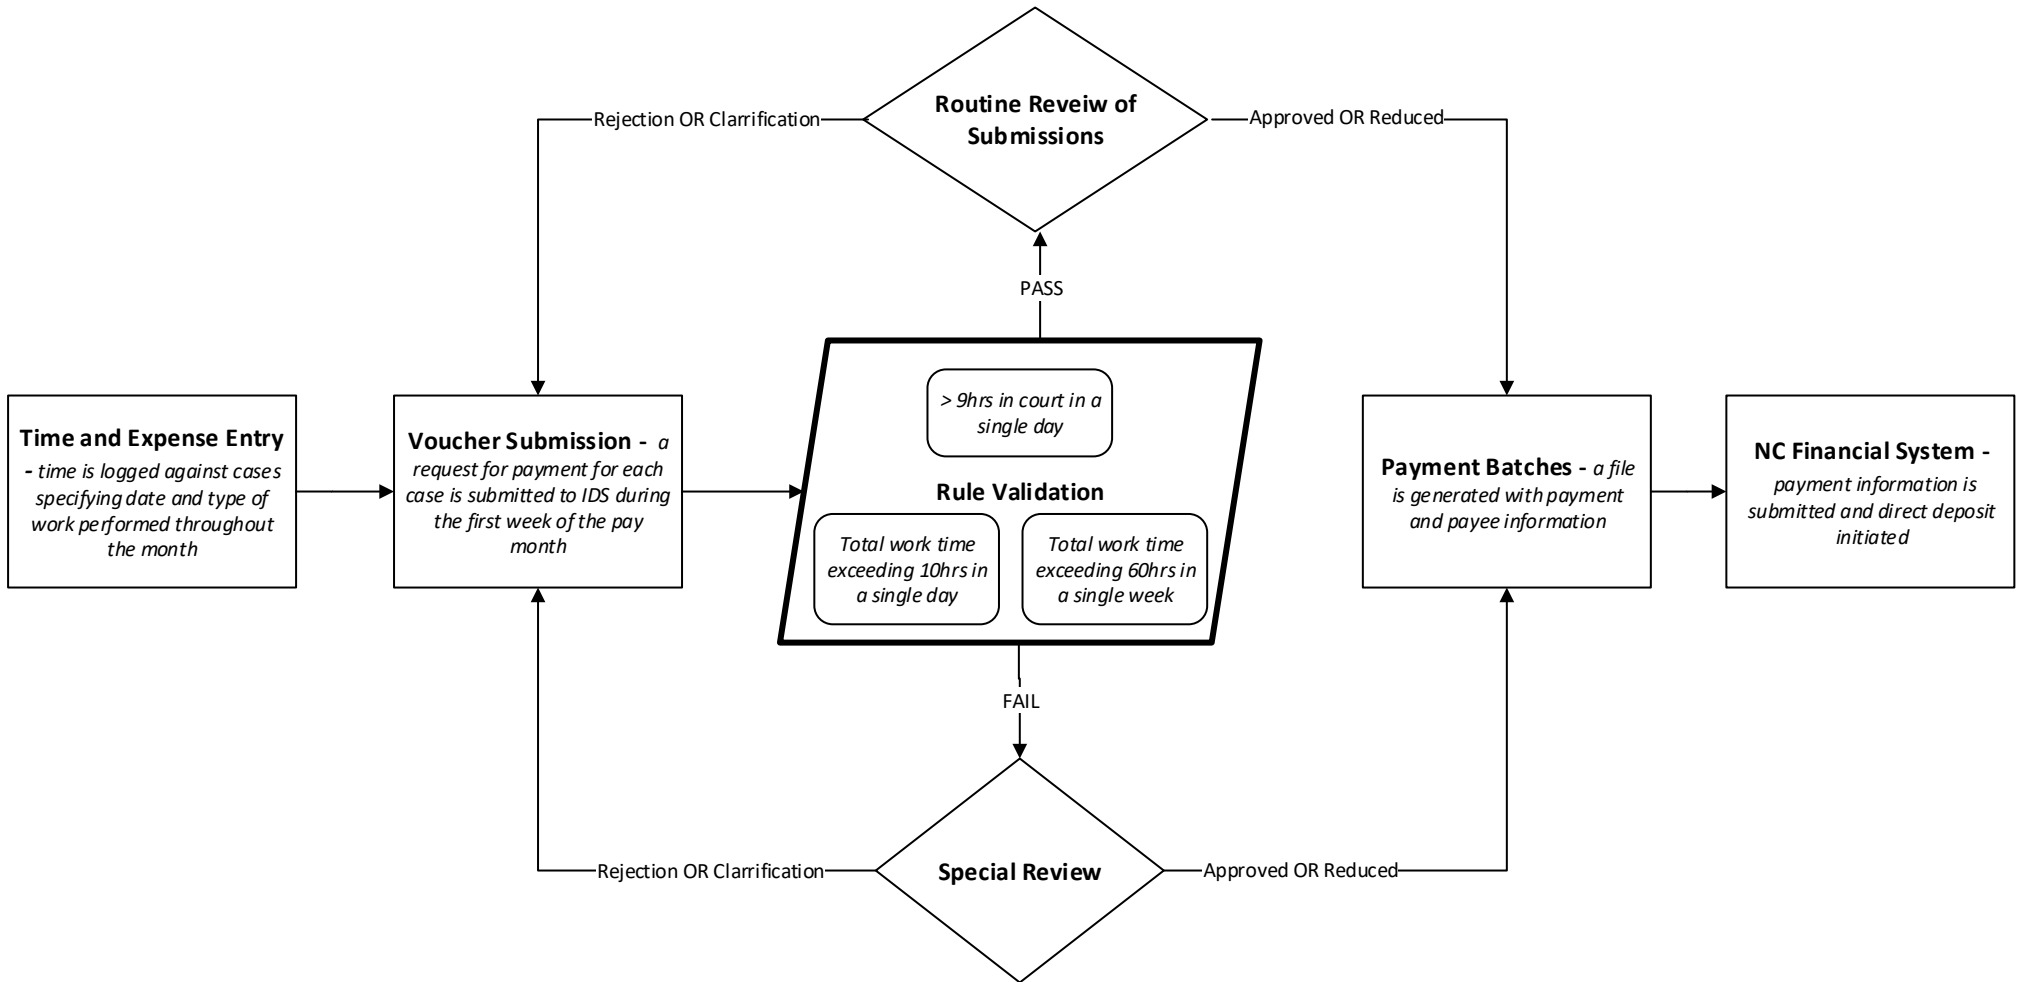 Routine Reveiw of
Submissions
Rejection OR Clarrification
Approved OR Reduced
PASS
Time and Expense Entry
- time is logged against cases
specifying date and type of
work performed throughout
the month
Voucher Submission - a
request for payment for each
case is submitted to IDS during
the first week of the pay
month
> 9hrs in court in a
single day
Rule Validation
Total work time
exceeding 10hrs in
a single day
Total work time
exceeding 60hrs in
a single week
Payment Batches - a file
is generated with payment
and payee information
NC Financial System -
payment information is
submitted and direct deposit
initiated
FAIL
Rejection OR Clarrification
Special Review
Approved OR Reduced